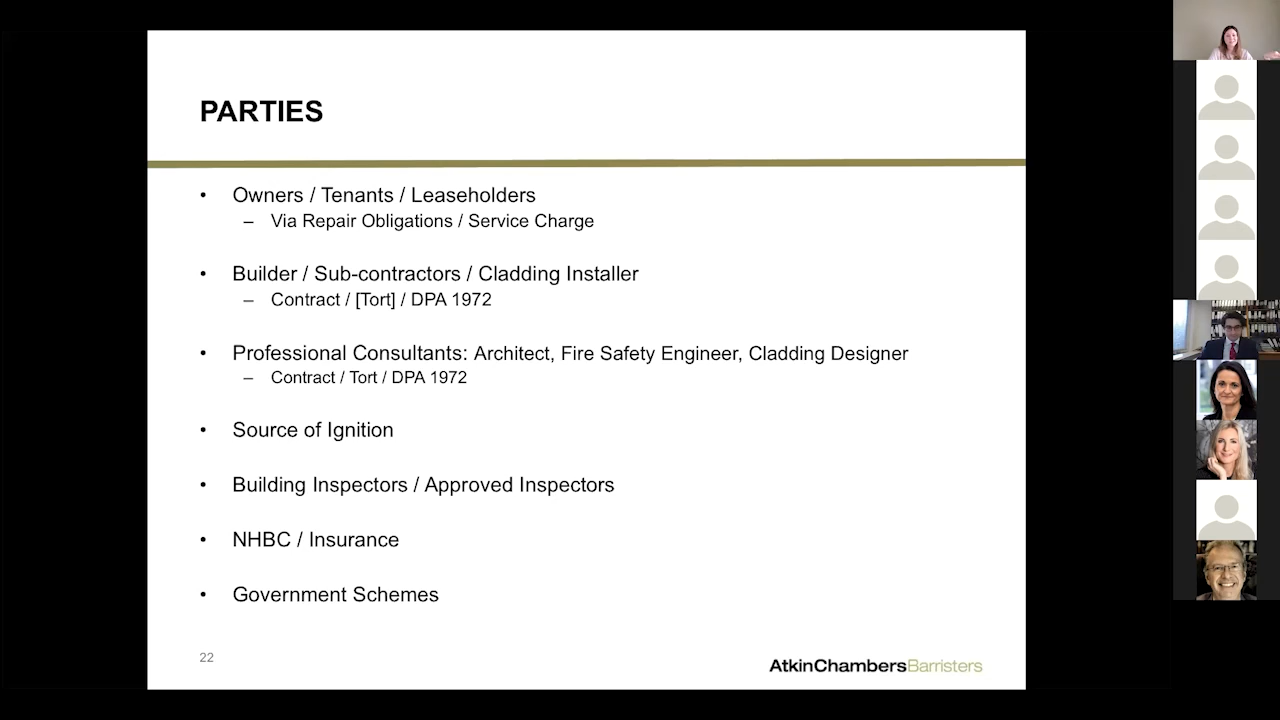 PARTIES
• Owners / Tenants / Leaseholders
– Via Repair Obligations / Service Charge
• Builder / Sub-contractors / Cladding Installer
– Contract / [Tort] / DPA 1972
• Professional Consultants: Architect, Fire Safety Engineer, Cladding Designer
– Contract / Tort / DPA 1972
• Source of Ignition
• Building Inspectors / Approved Inspectors
• NHBC / Insurance
• Government Schemes
22
AtkinChambersBarristers